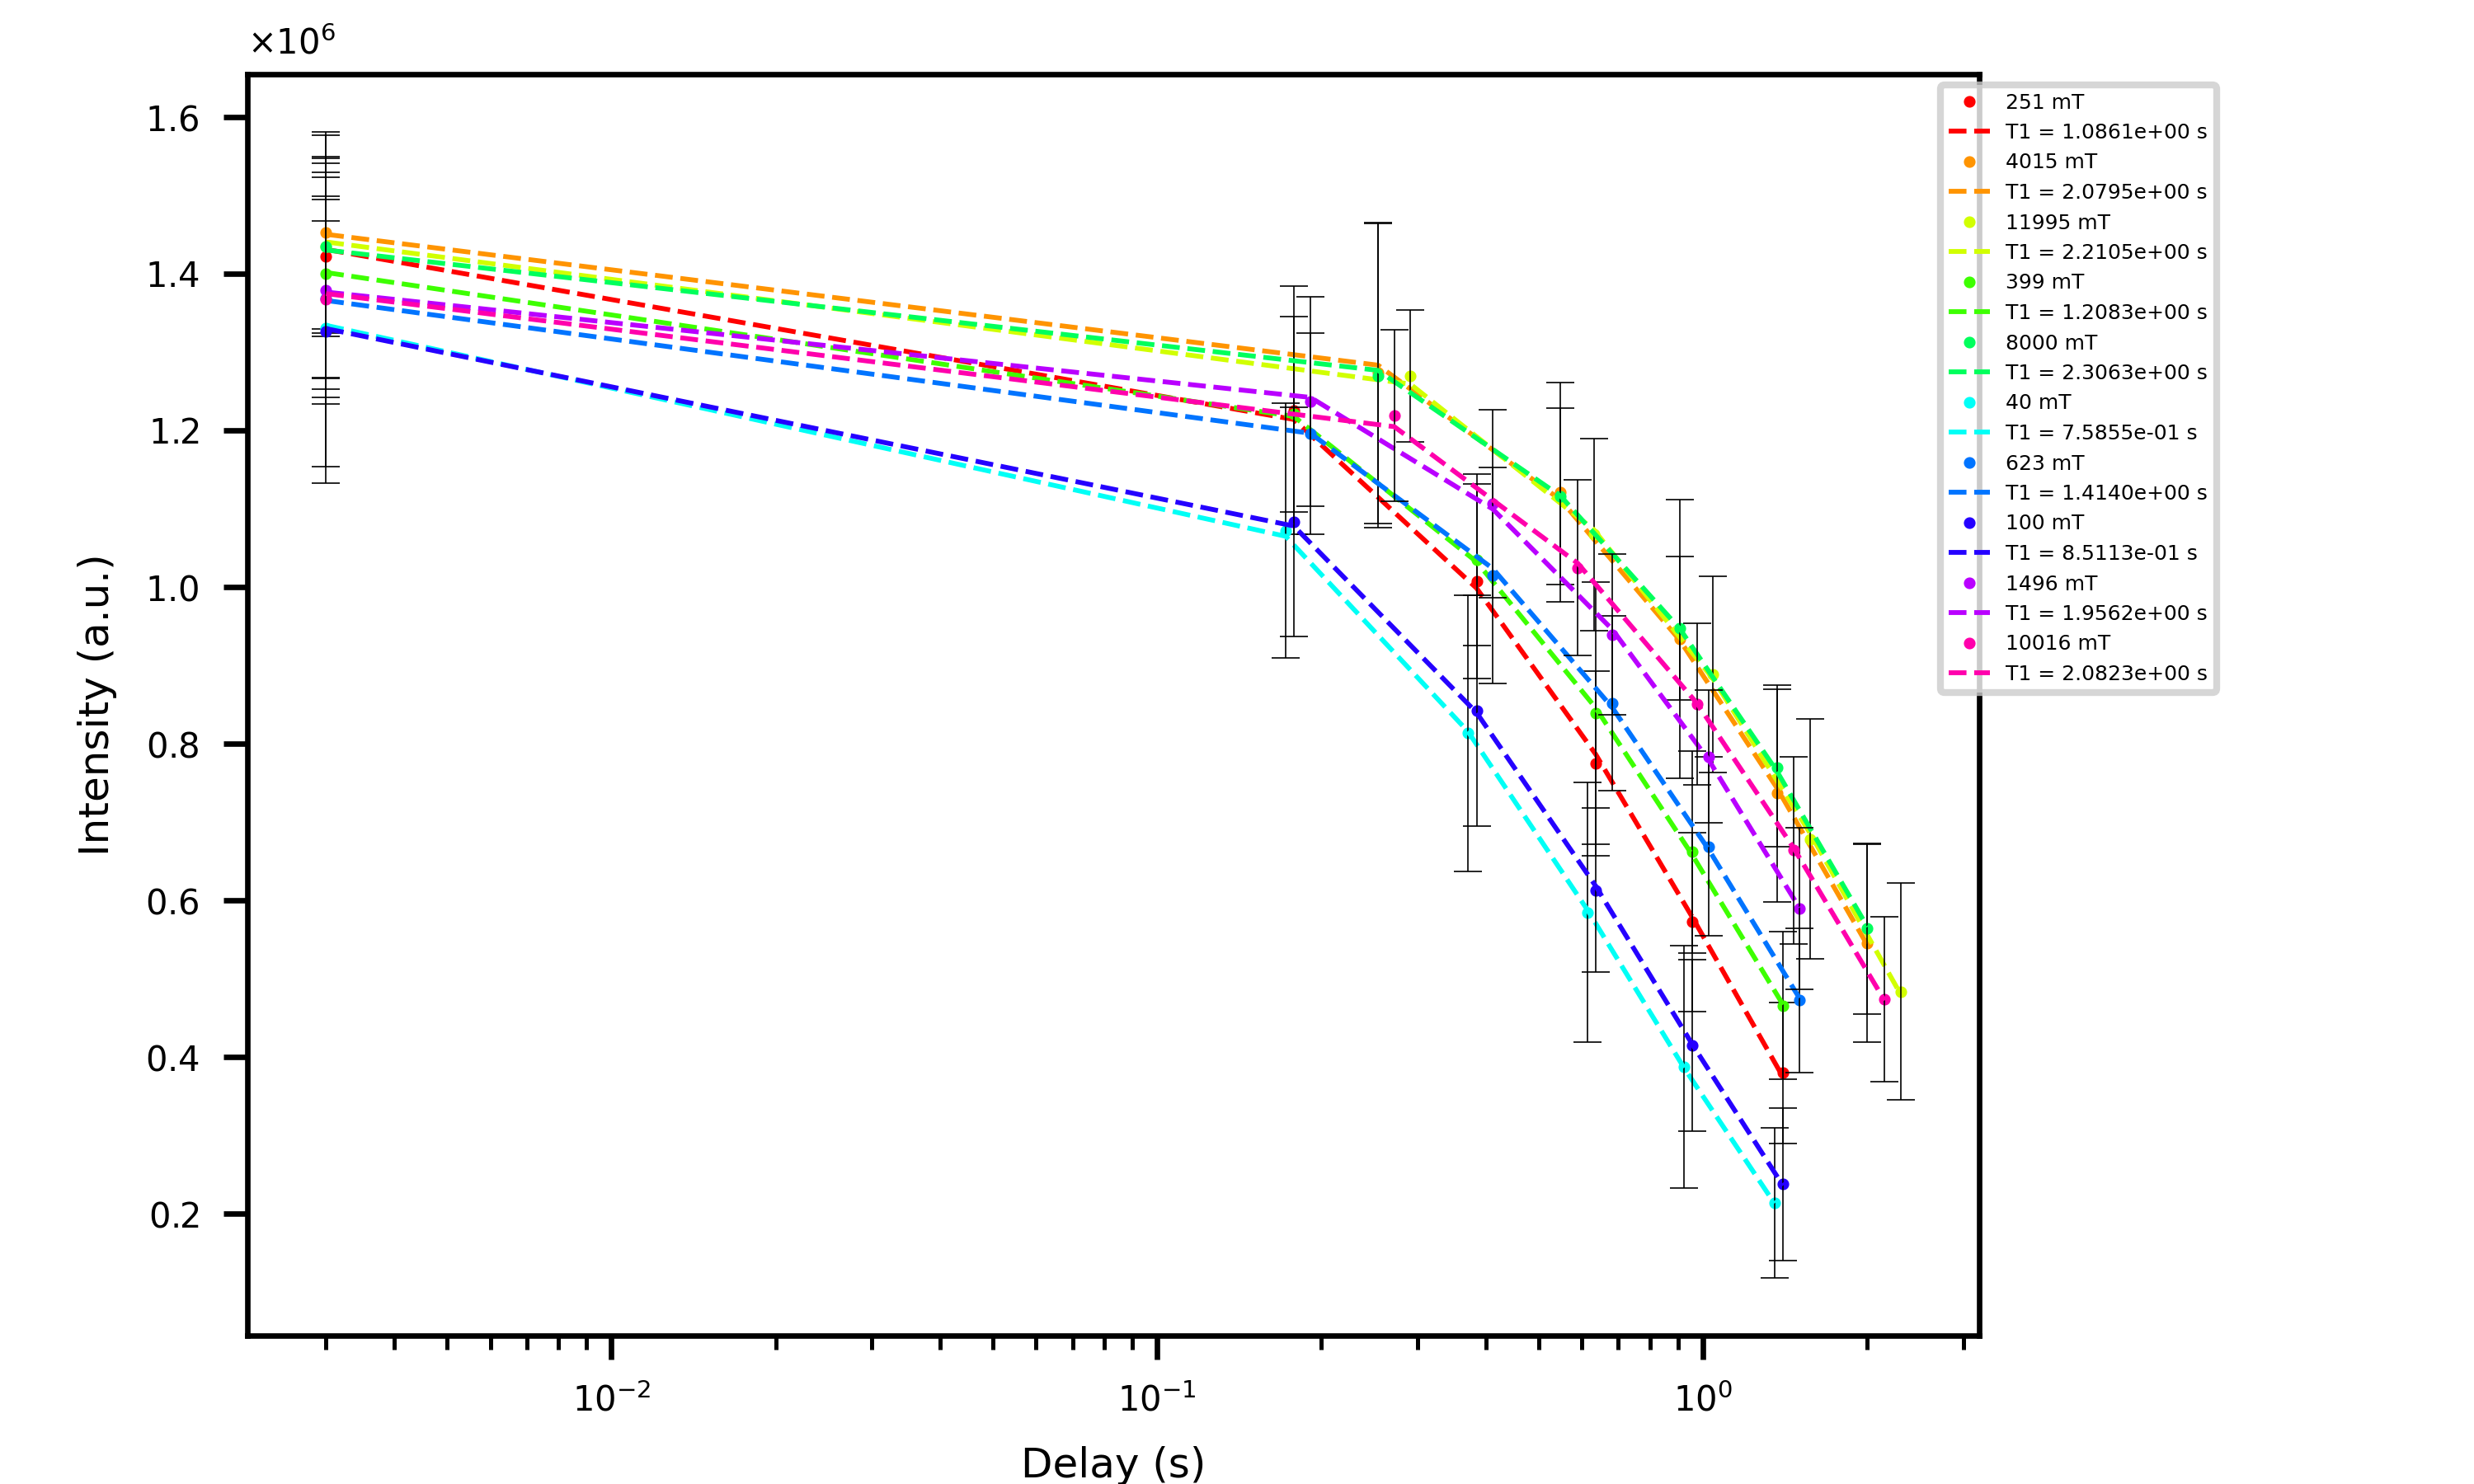 ×10⁶
1.6
1.4
1.2
1.0
0.8
0.6
0.4
0.2
Intensity (a.u.)
10⁻²
10⁻¹
10⁰
Delay (s)
251 mT
T1 = 1.0861e+00 s
4015 mT
T1 = 2.0795e+00 s
11995 mT
T1 = 2.2105e+00 s
399 mT
T1 = 1.2083e+00 s
8000 mT
T1 = 2.3063e+00 s
40 mT
T1 = 7.5855e-01 s
623 mT
T1 = 1.4140e+00 s
100 mT
T1 = 8.5113e-01 s
1496 mT
T1 = 1.9562e+00 s
10016 mT
T1 = 2.0823e+00 s